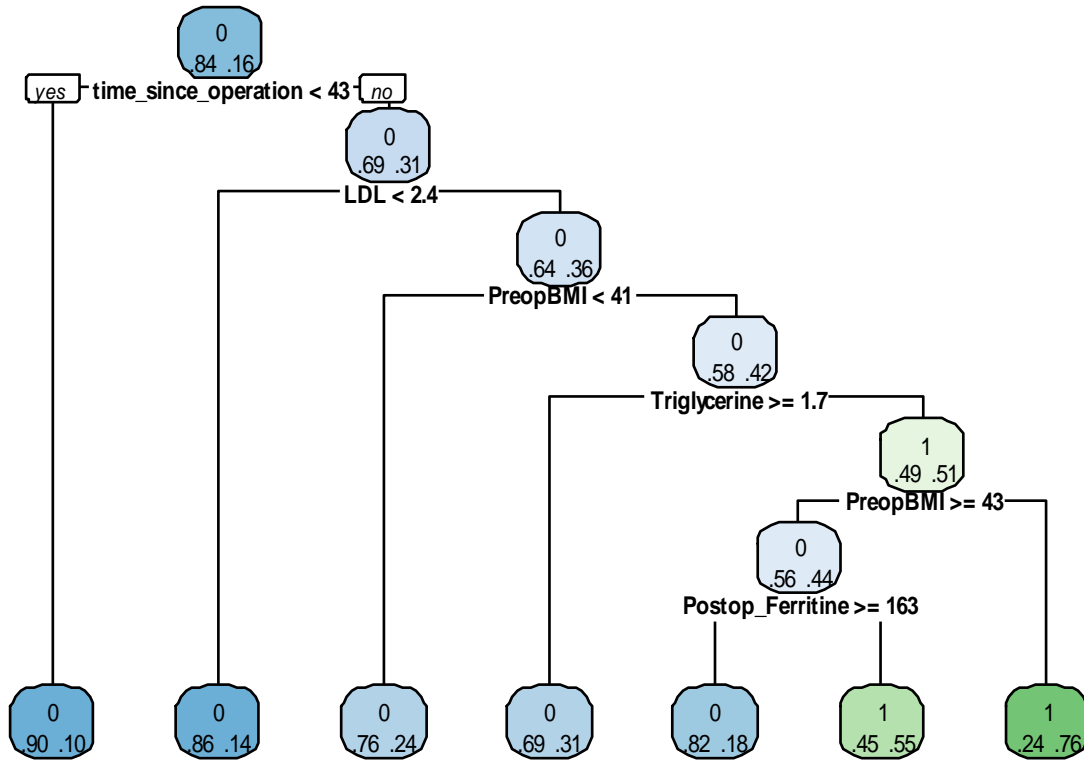 0
.84 .16
yes time_since_operation < 43 no
0
.69 .31
LDL < 2.4
0
.64 .36
PreopBMI < 41
0
.58 .42
Triglycerine >= 1.7
1
.49 .51
PreopBMI >= 43
0
.56 .44
Postop_Ferritine >= 163
0 0 0 0 0 1 1
.90 .10 .86 .14 .76 .24 .69 .31 .82 .18 .45 .55 .24 .76